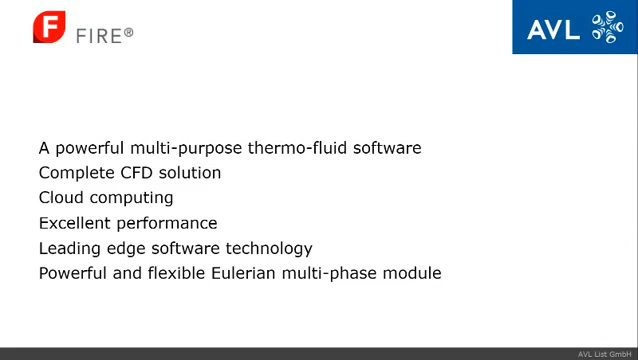 F FIRE®
AVL
A powerful multi-purpose thermo-fluid software
Complete CFD solution
Cloud computing
Excellent performance
Leading edge software technology
Powerful and flexible Eulerian multi-phase module
AVL List GmbH